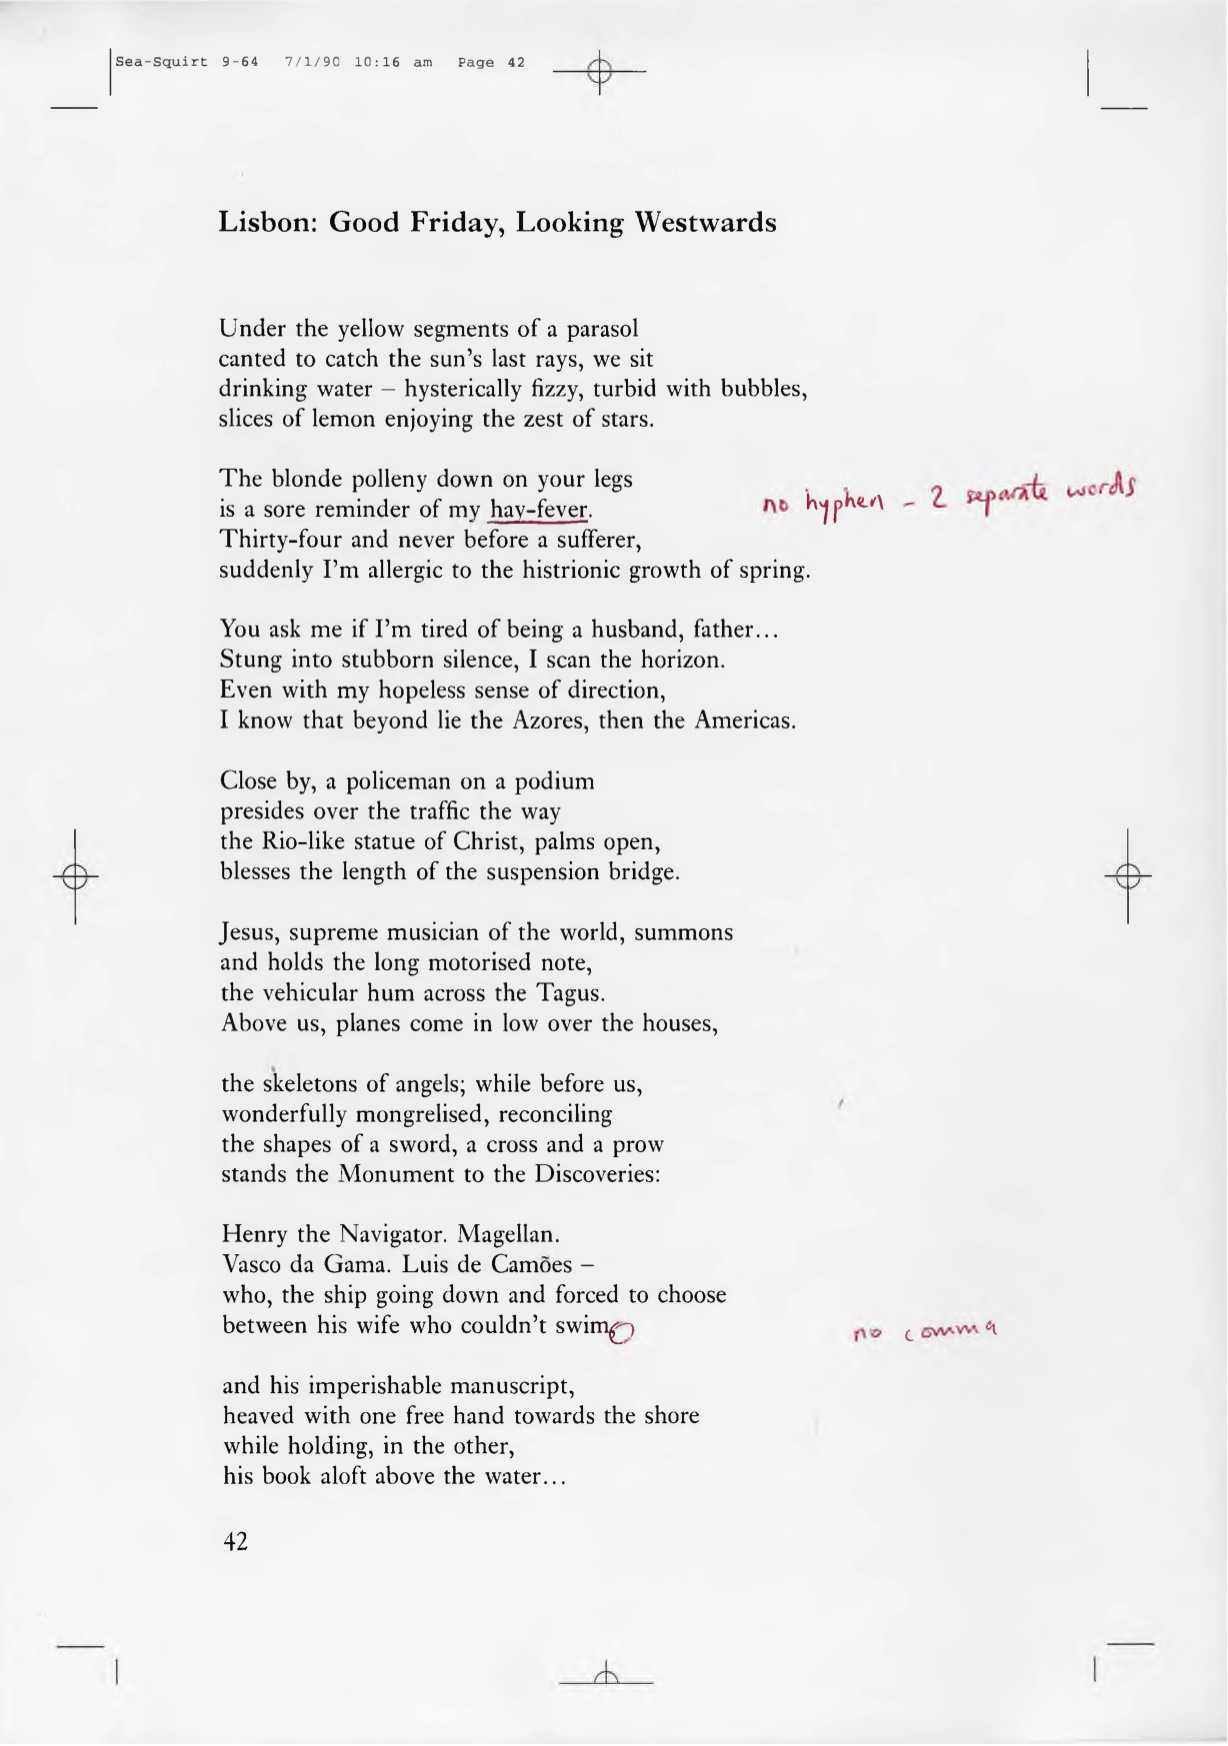 Sea-Squirt 9-64 7/1/90 10:16 am Page 42
Lisbon: Good Friday, Looking Westwards
Under the yellow segments of a parasol
canted to catch the sun's last rays, we sit
drinking water – hysterically fizzy, turbid with bubbles,
slices of lemon enjoying the zest of stars.
The blonde polleny down on your legs
is a sore reminder of my hay-fever.
no hyphen - 2 separate words
Thirty-four and never before a sufferer,
suddenly I'm allergic to the histrionic growth of spring.
You ask me if I'm tired of being a husband, father...
Stung into stubborn silence, I scan the horizon.
Even with my hopeless sense of direction,
I know that beyond lie the Azores, then the Americas.
Close by, a policeman on a podium
presides over the traffic the way
the Rio-like statue of Christ, palms open,
blesses the length of the suspension bridge.
Jesus, supreme musician of the world, summons
and holds the long motorised note,
the vehicular hum across the Tagus.
Above us, planes come in low over the houses,
the skeletons of angels; while before us,
wonderfully mongrelised, reconciling
the shapes of a sword, a cross and a prow
stands the Monument to the Discoveries:
Henry the Navigator. Magellan.
Vasco da Gama. Luis de Camões –
who, the ship going down and forced to choose
between his wife who couldn't swim,
no comma
and his imperishable manuscript,
heaved with one free hand towards the shore
while holding, in the other,
his book aloft above the water...
42